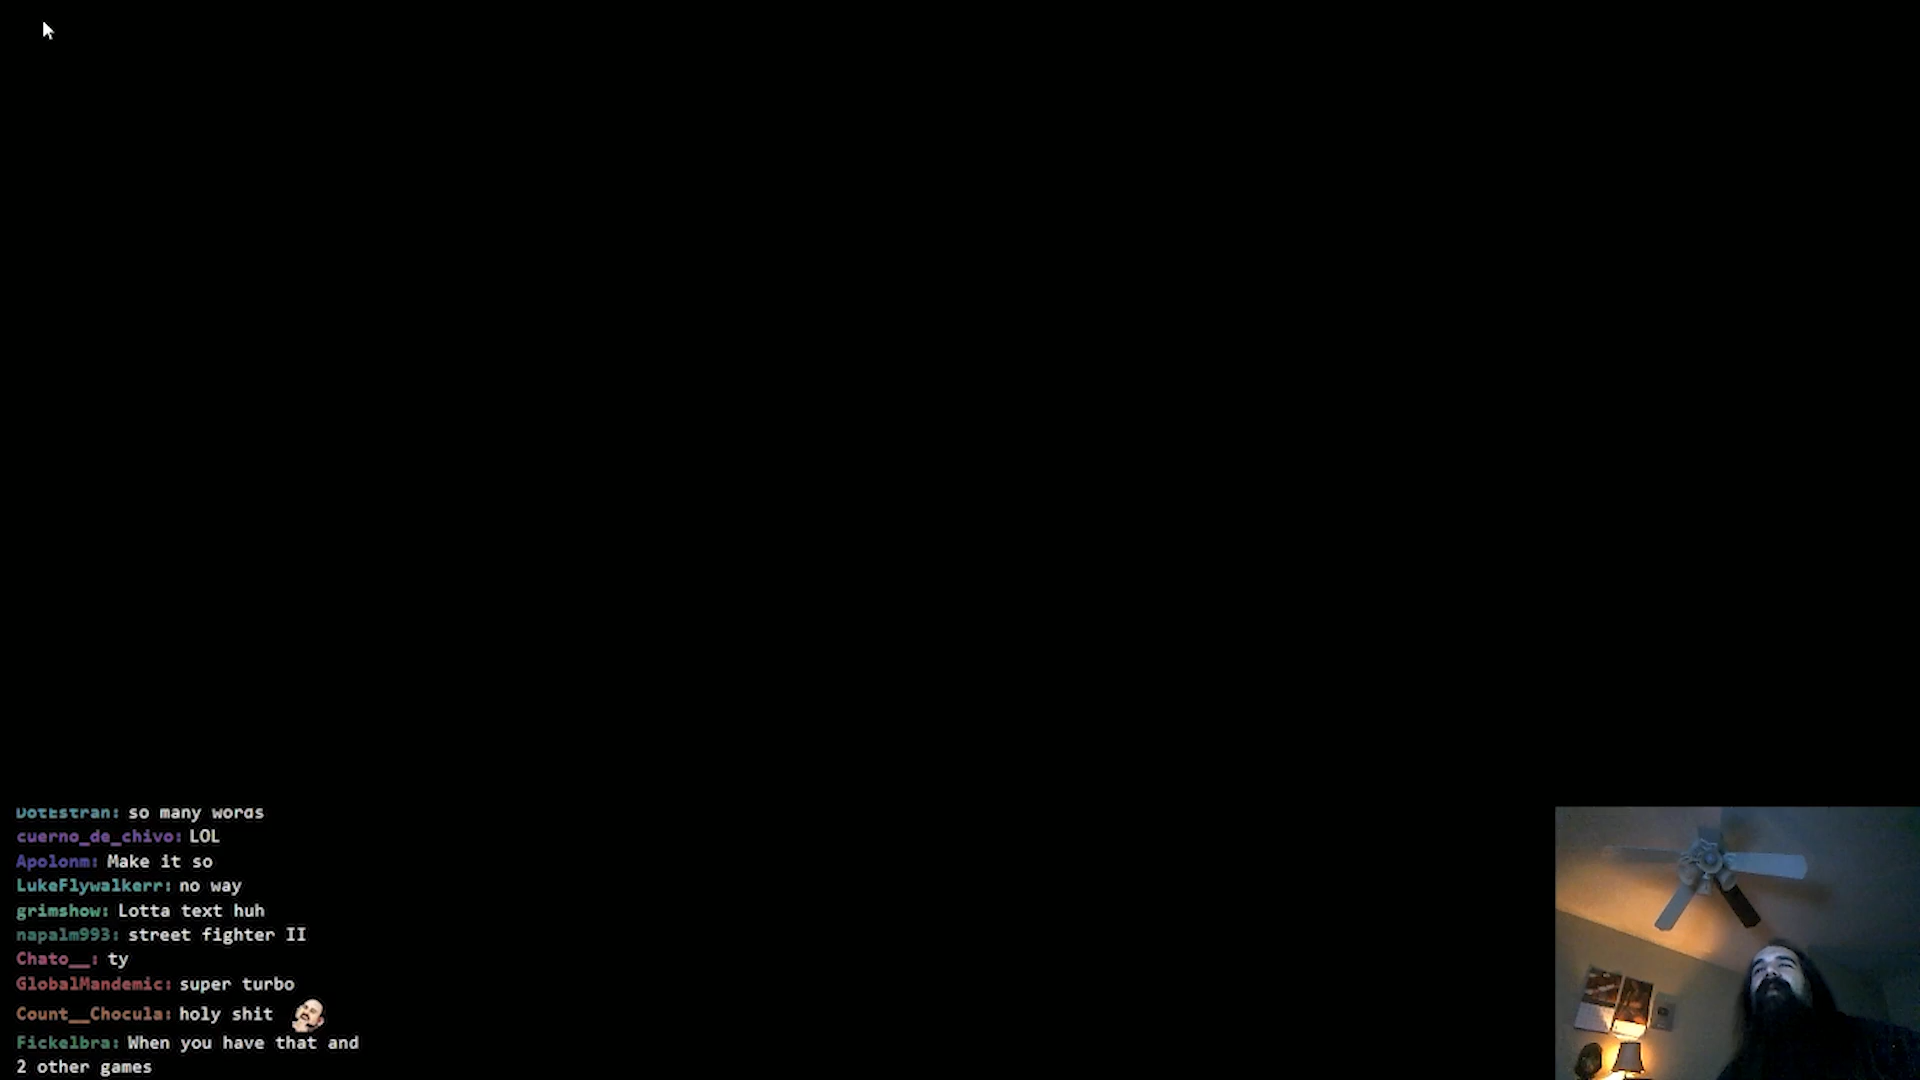 DotEstran: so many words
cuerno_de_chivo: LOL
Apolonm: Make it so
LukeFlywalkerr: no way
grimshow: Lotta text huh
napalm993: street fighter II
Chato__: ty
GlobalMandemic: super turbo
Count__Chocula: holy shit
Fickelbra: When you have that and
2 other games